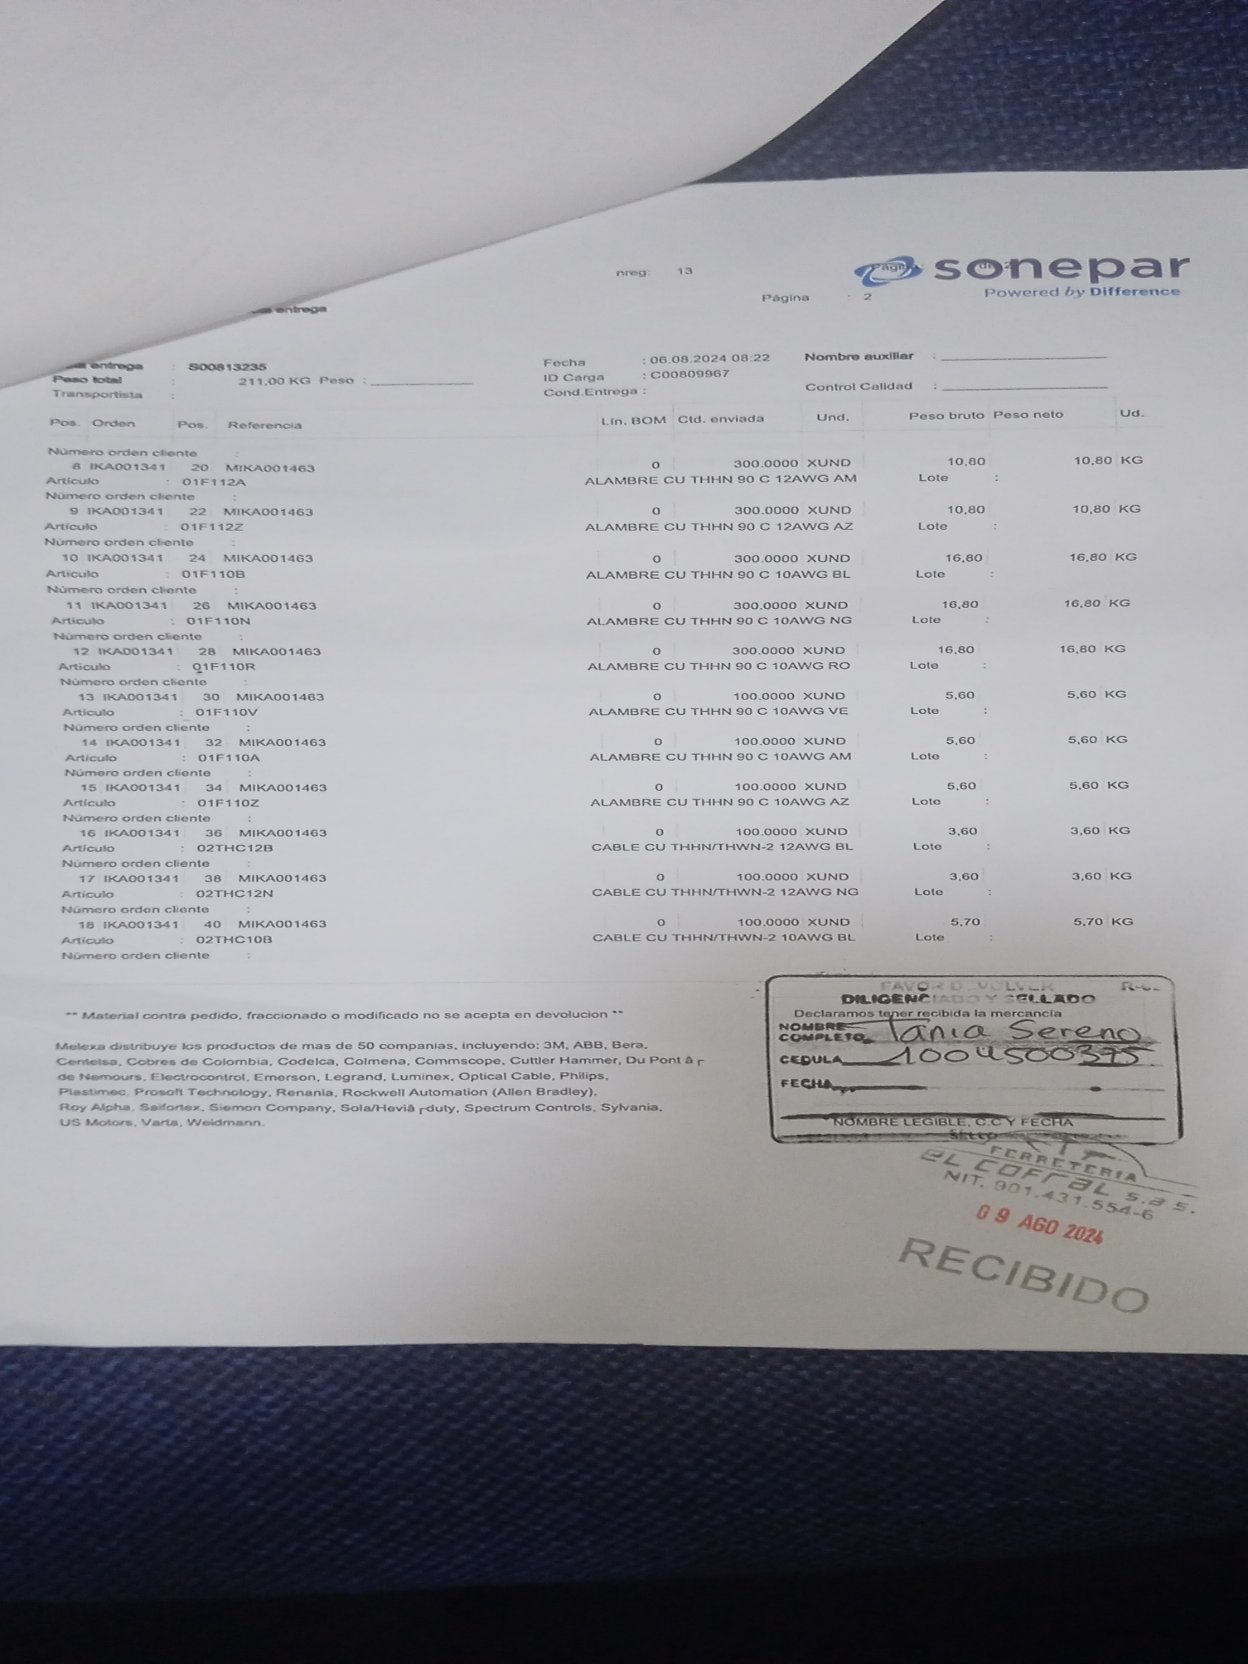 nreg: 13
sonepar
Powered by Difference
Página : 2
entrega
entrega : S00813235
Fecha : 06.08.2024 08:22
Nombre auxiliar :
Peso total : 211,00 KG Peso :
ID Carga : C00809967
Transportista :
Cond.Entrega :
Control Calidad :
Pos. Orden Pos. Referencia Lín. BOM Ctd. enviada Und. Peso bruto Peso neto Ud.
Número orden cliente :
8 IKA001341 20 MIKA001463 0 300.0000 XUND 10,80 10,80 KG
Artículo : 01F112A ALAMBRE CU THHN 90 C 12AWG AM Lote :
Número orden cliente :
9 IKA001341 22 MIKA001463 0 300.0000 XUND 10,80 10,80 KG
Artículo : 01F112Z ALAMBRE CU THHN 90 C 12AWG AZ Lote :
Número orden cliente :
10 IKA001341 24 MIKA001463 0 300.0000 XUND 16,80 16,80 KG
Artículo : 01F110B ALAMBRE CU THHN 90 C 10AWG BL Lote :
Número orden cliente :
11 IKA001341 26 MIKA001463 0 300.0000 XUND 16,80 16,80 KG
Artículo : 01F110N ALAMBRE CU THHN 90 C 10AWG NG Lote :
Número orden cliente :
12 IKA001341 28 MIKA001463 0 300.0000 XUND 16,80 16,80 KG
Artículo : 01F110R ALAMBRE CU THHN 90 C 10AWG RO Lote :
Número orden cliente :
13 IKA001341 30 MIKA001463 0 100.0000 XUND 5,60 5,60 KG
Artículo : 01F110V ALAMBRE CU THHN 90 C 10AWG VE Lote :
Número orden cliente :
14 IKA001341 32 MIKA001463 0 100.0000 XUND 5,60 5,60 KG
Artículo : 01F110A ALAMBRE CU THHN 90 C 10AWG AM Lote :
Número orden cliente :
15 IKA001341 34 MIKA001463 0 100.0000 XUND 5,60 5,60 KG
Artículo : 01F110Z ALAMBRE CU THHN 90 C 10AWG AZ Lote :
Número orden cliente :
16 IKA001341 36 MIKA001463 0 100.0000 XUND 3,60 3,60 KG
Artículo : 02THC12B CABLE CU THHN/THWN-2 12AWG BL Lote :
Número orden cliente :
17 IKA001341 38 MIKA001463 0 100.0000 XUND 3,60 3,60 KG
Artículo : 02THC12N CABLE CU THHN/THWN-2 12AWG NG Lote :
Número orden cliente :
18 IKA001341 40 MIKA001463 0 100.0000 XUND 5,70 5,70 KG
Artículo : 02THC10B CABLE CU THHN/THWN-2 10AWG BL Lote :
Número orden cliente :
** Material contra pedido, fraccionado o modificado no se acepta en devolucion **
Melexa distribuye los productos de mas de 50 companias, incluyendo: 3M, ABB, Bera,
Centelsa, Cobres de Colombia, Codelca, Colmena, Commscope, Cuttler Hammer, Du Pont â ┌
de Nemours, Electrocontrol, Emerson, Legrand, Luminex, Optical Cable, Philips,
Plastimec, Prosoft Technology, Renania, Rockwell Automation (Allen Bradley),
Roy Alpha, Saifortex, Siemon Company, Sola/Heviâ ┌duty, Spectrum Controls, Sylvania,
US Motors, Varta, Weidmann.
FAVOR DEVOLVER
DILIGENCIADO Y SELLADO
Declaramos tener recibida la mercancía
NOMBRE
COMPLETO Tania Sereno
CEDULA 1004500375
FECHA
NOMBRE LEGIBLE, C.C Y FECHA
SELLO
FERRETERIA
EL COFRAL S.A S.
NIT. 901.431.554-6
09 AGO 2024
RECIBIDO